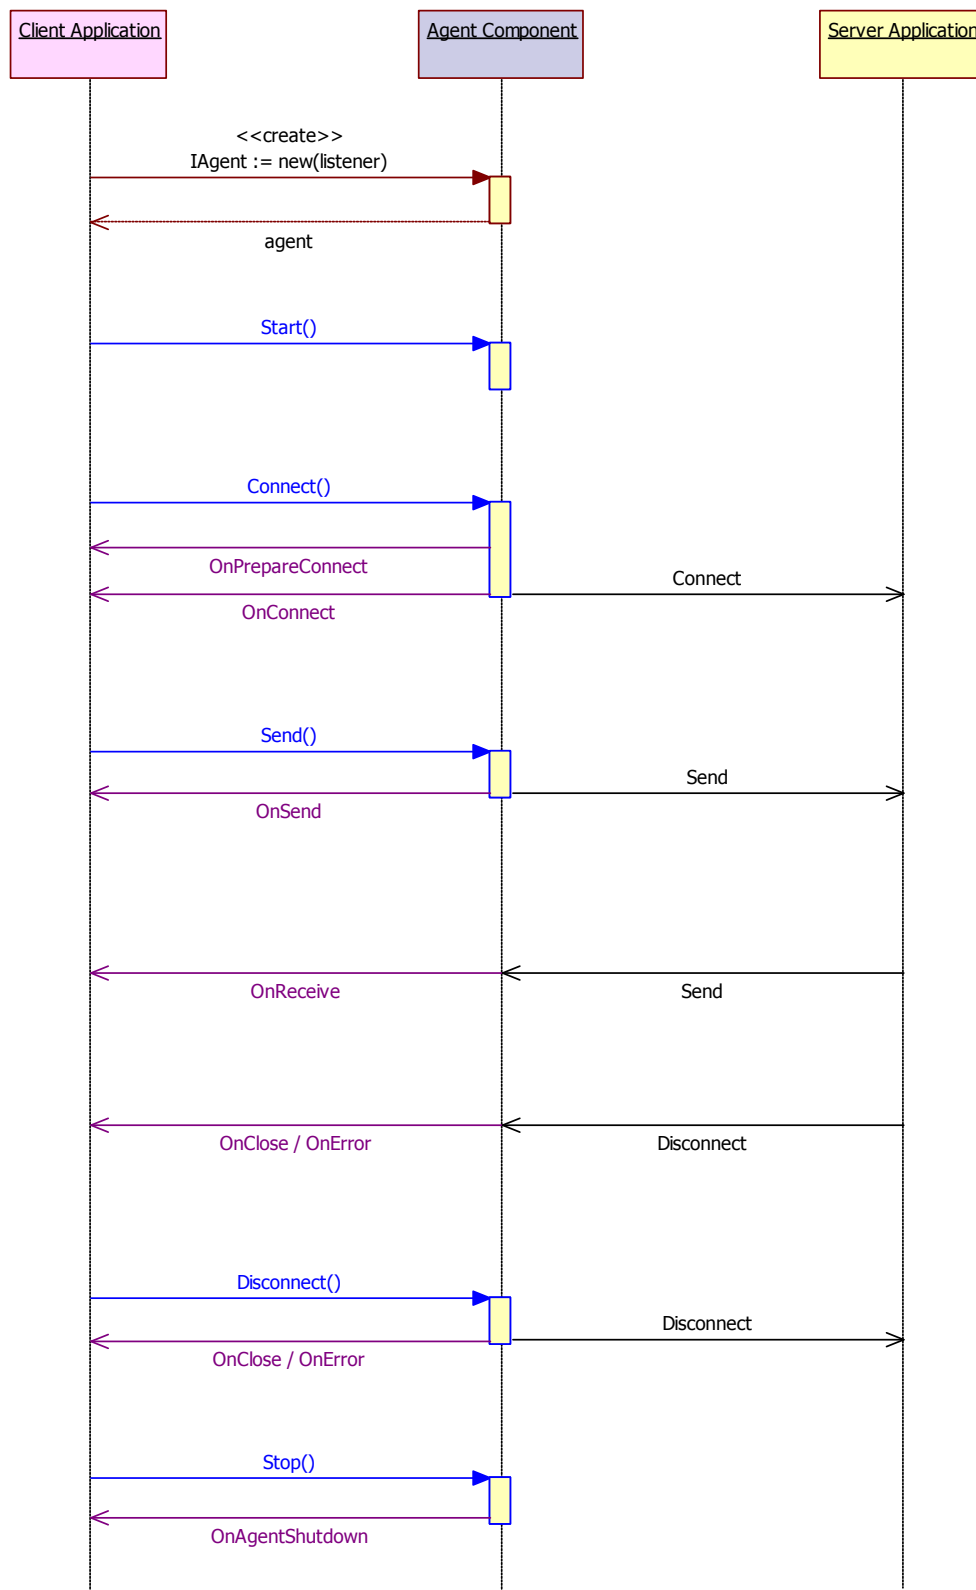 Client Application
Agent Component
Server Application
<<create>>
IAgent := new(listener)
agent
Start()
Connect()
OnPrepareConnect
Connect
OnConnect
Send()
Send
OnSend
OnReceive
Send
OnClose / OnError
Disconnect
Disconnect()
Disconnect
OnClose / OnError
Stop()
OnAgentShutdown